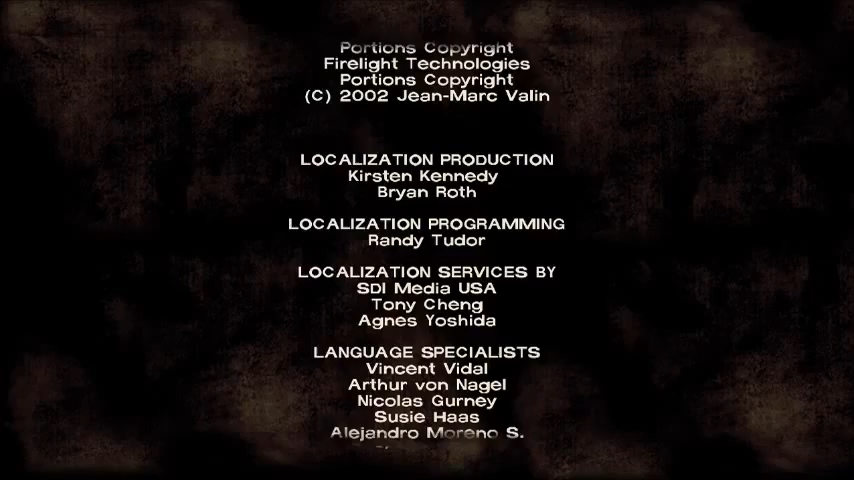 Portions Copyright
Firelight Technologies
Portions Copyright
(C) 2002 Jean-Marc Valin
LOCALIZATION PRODUCTION
Kirsten Kennedy
Bryan Roth
LOCALIZATION PROGRAMMING
Randy Tudor
LOCALIZATION SERVICES BY
SDI Media USA
Tony Cheng
Agnes Yoshida
LANGUAGE SPECIALISTS
Vincent Vidal
Arthur von Nagel
Nicolas Gurney
Susie Haas
Alejandro Moreno S.